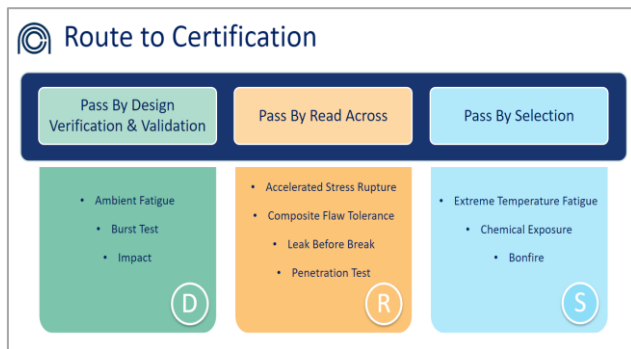 Route to Certification
Pass By Design
Verification & Validation
Pass By Read Across
Pass By Selection
• Ambient Fatigue
• Burst Test
• Impact
D
• Accelerated Stress Rupture
• Composite Flaw Tolerance
• Leak Before Break
• Penetration Test
R
• Extreme Temperature Fatigue
• Chemical Exposure
• Bonfire
S